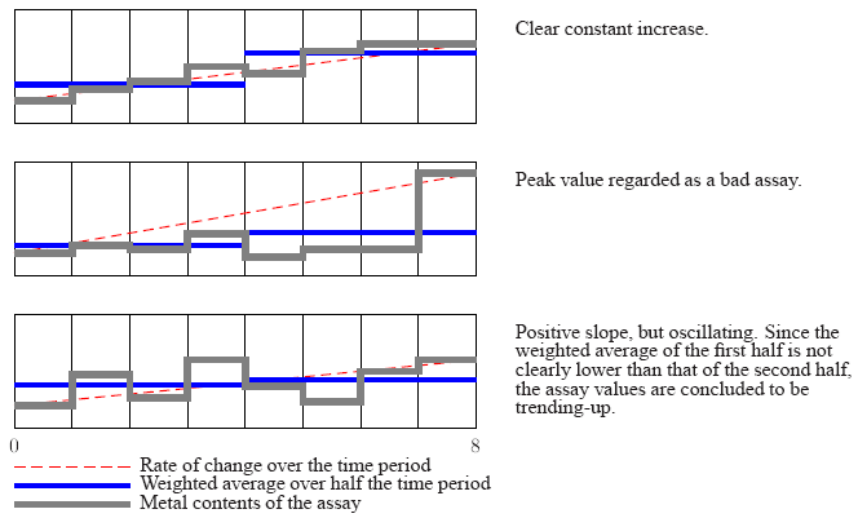 Clear constant increase.
Peak value regarded as a bad assay.
Positive slope, but oscillating. Since the
weighted average of the first half is not
clearly lower than that of the second half,
the assay values are concluded to be
trending-up.
0 8
Rate of change over the time period
Weighted average over half the time period
Metal contents of the assay